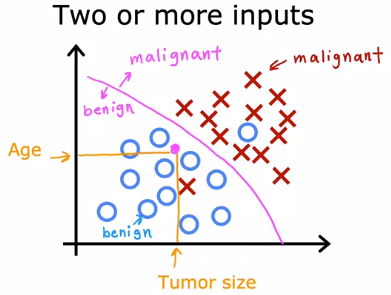 Two or more inputs
malignant
malignant
benign
Age
benign
Tumor size